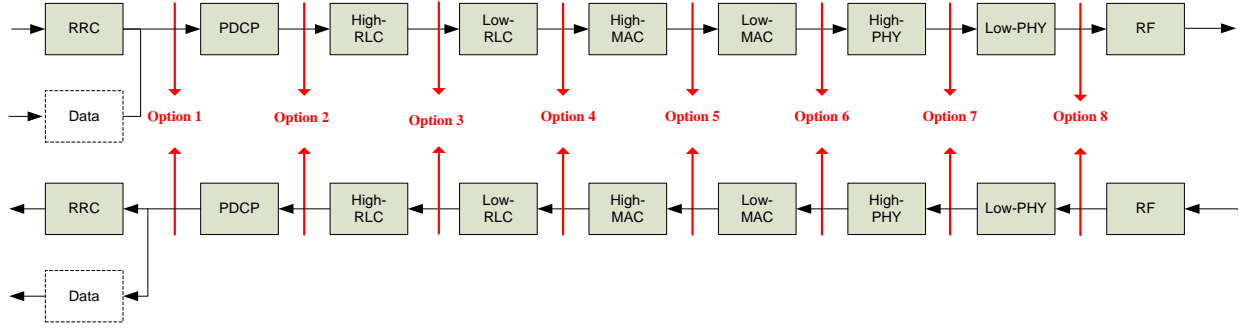 RRC
PDCP
High-
RLC
Low-
RLC
High-
MAC
Low-
MAC
High-
PHY
Low-PHY
RF
Data
Option 1
Option 2
Option 3
Option 4
Option 5
Option 6
Option 7
Option 8
RRC
PDCP
High-
RLC
Low-
RLC
High-
MAC
Low-
MAC
High-
PHY
Low-PHY
RF
Data